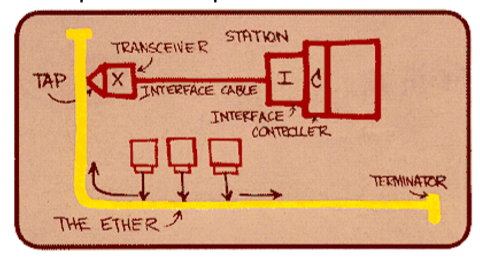 STATION
TRANSCEIVER
TAP
X
I
C
INTERFACE CABLE
INTERFACE
CONTROLLER
TERMINATOR
THE ETHER